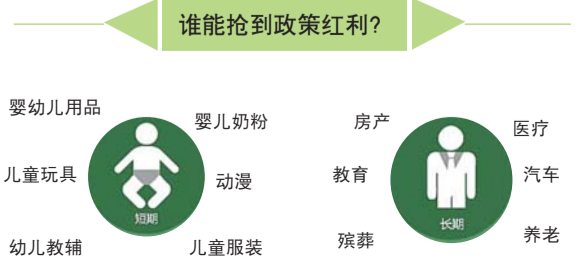 谁能抢到政策红利?
婴幼儿用品
婴儿奶粉
儿童玩具
动漫
短期
幼儿教辅
儿童服装
房产
医疗
教育
汽车
长期
殡葬
养老